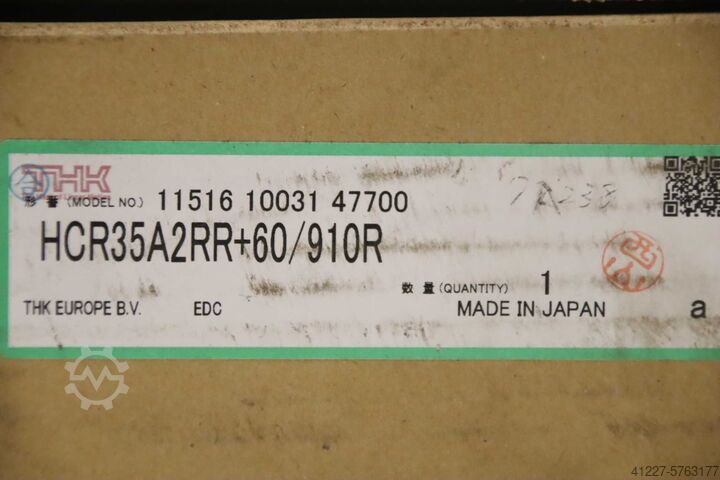 THK
形番(MODEL NO.) 11516 10031 47700
HCR35A2RR+60/910R
数量(QUANTITY) 1
THK EUROPE B.V. EDC MADE IN JAPAN a
41227-5763177